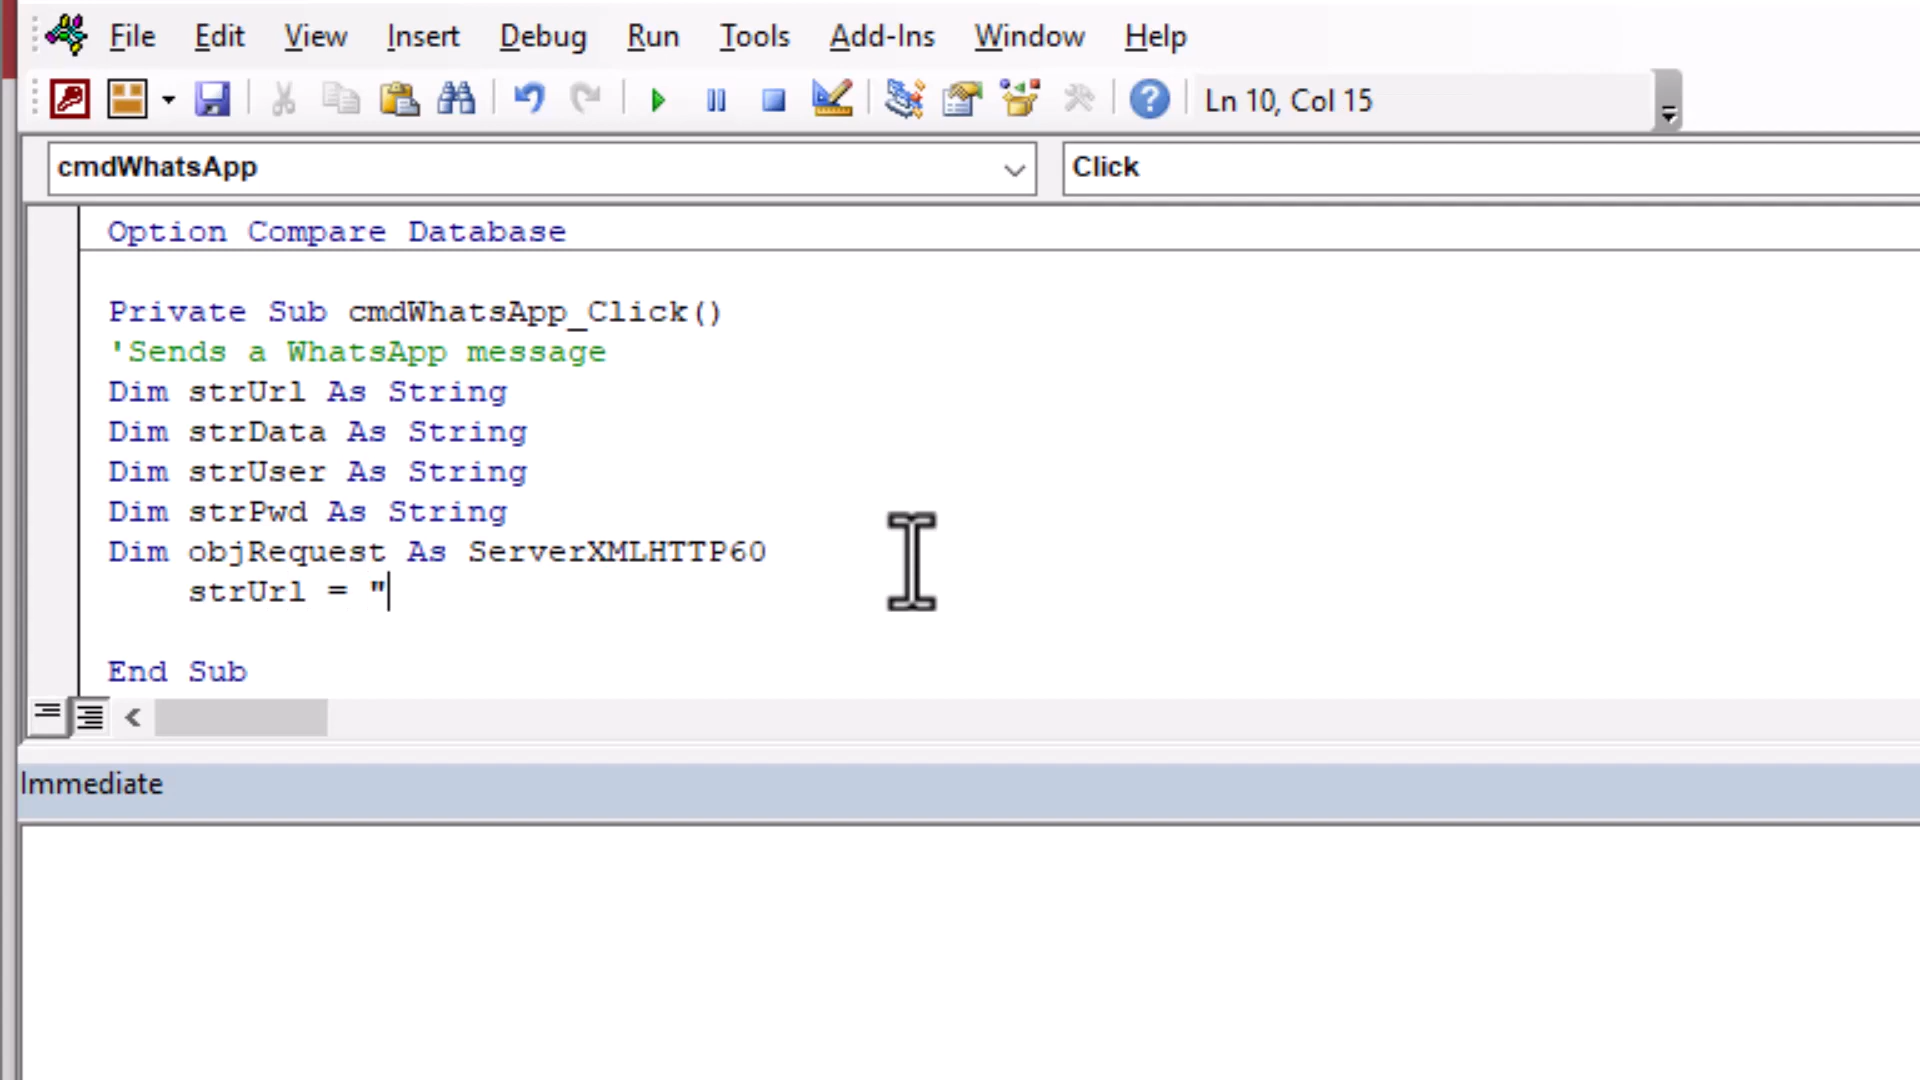 File Edit View Insert Debug Run Tools Add-Ins Window Help
Ln 10, Col 15
cmdWhatsApp Click
Option Compare Database
Private Sub cmdWhatsApp_Click()
'Sends a WhatsApp message
Dim strUrl As String
Dim strData As String
Dim strUser As String
Dim strPwd As String
Dim objRequest As ServerXMLHTTP60
strUrl = "
End Sub
Immediate